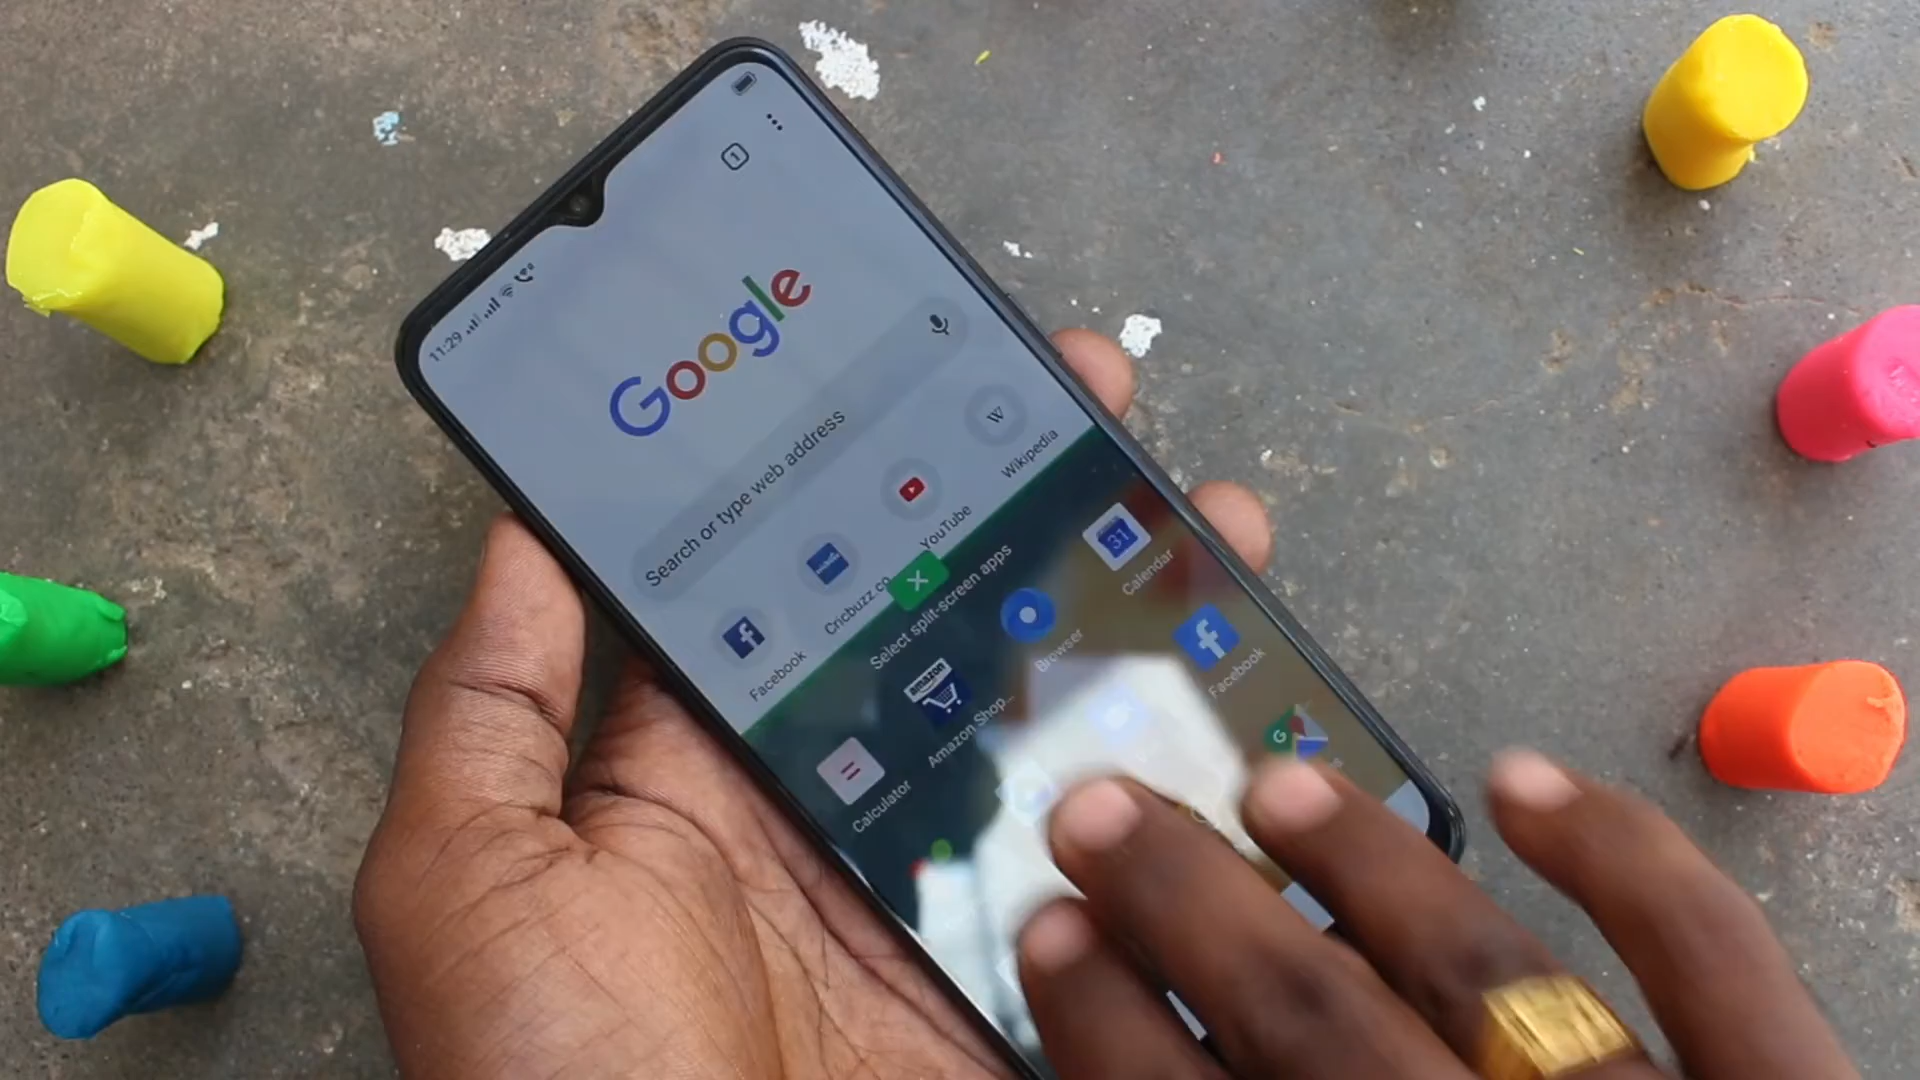 11:29
1
Google
Search or type web address
Facebook
Cricbuzz.co
YouTube
Wikipedia
W
Select split-screen apps
Calculator
Amazon Shop...
Browser
Calendar
amazon
31
Facebook
G